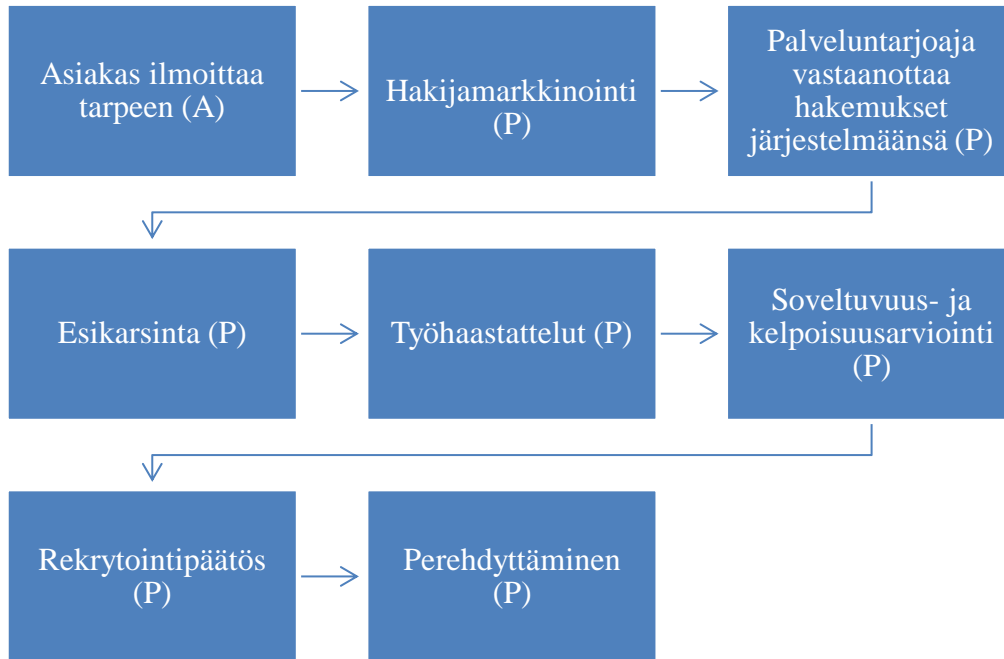 Asiakas ilmoittaa
tarpeen (A)
Hakijamarkkinointi
(P)
Palveluntarjoaja
vastaanottaa
hakemukset
järjestelmäänsä (P)
Esikarsinta (P)
Työhaastattelut (P)
Soveltuvuus- ja
kelpoisuusarviointi
(P)
Rekrytointipäätös
(P)
Perehdyttäminen
(P)